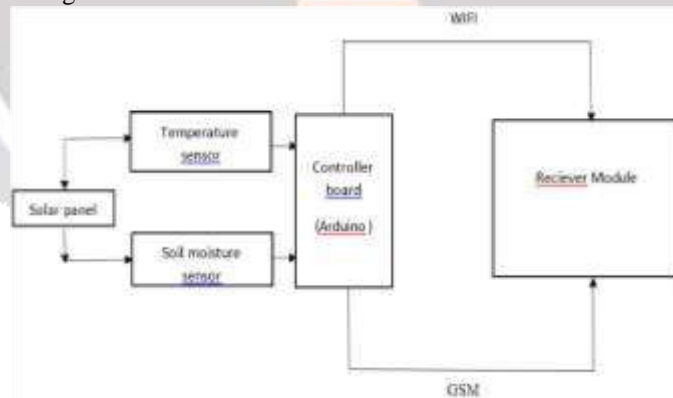 WIFI
Temperature
sensor
Controller
board
(Arduino)
Reciever Module
Solar panel
Soil moisture
sensor
GSM